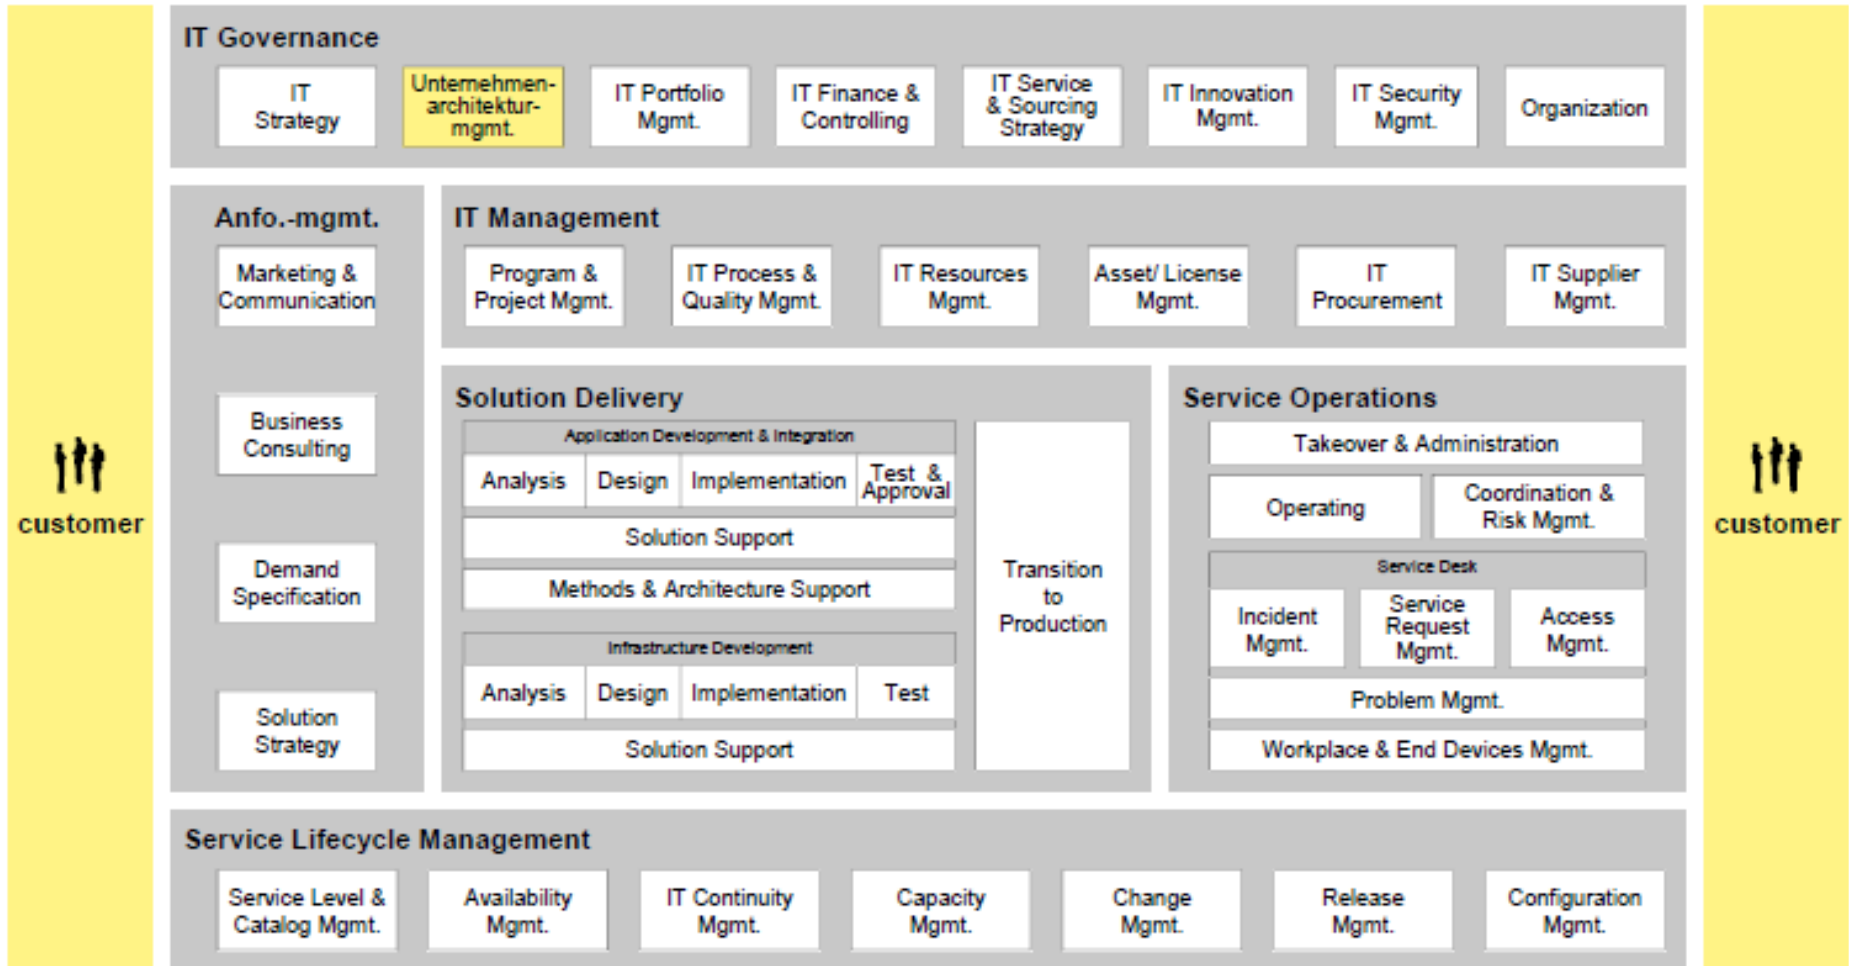 IT Governance
IT
Strategy
Unternehmen-
architektur-
mgmt.
IT Portfolio
Mgmt.
IT Finance &
Controlling
IT Service
& Sourcing
Strategy
IT Innovation
Mgmt.
IT Security
Mgmt.
Organization
customer
Anfo.-mgmt.
Marketing &
Communication
Business
Consulting
Demand
Specification
Solution
Strategy
IT Management
Program &
Project Mgmt.
IT Process &
Quality Mgmt.
IT Resources
Mgmt.
Asset/ License
Mgmt.
IT
Procurement
IT Supplier
Mgmt.
Solution Delivery
Application Development & Integration
Analysis
Design
Implementation
Test &
Approval
Solution Support
Methods & Architecture Support
Infrastructure Development
Analysis
Design
Implementation
Test
Solution Support
Transition
to
Production
Service Operations
Takeover & Administration
Operating
Coordination &
Risk Mgmt.
Service Desk
Incident
Mgmt.
Service
Request
Mgmt.
Access
Mgmt.
Problem Mgmt.
Workplace & End Devices Mgmt.
customer
Service Lifecycle Management
Service Level &
Catalog Mgmt.
Availability
Mgmt.
IT Continuity
Mgmt.
Capacity
Mgmt.
Change
Mgmt.
Release
Mgmt.
Configuration
Mgmt.